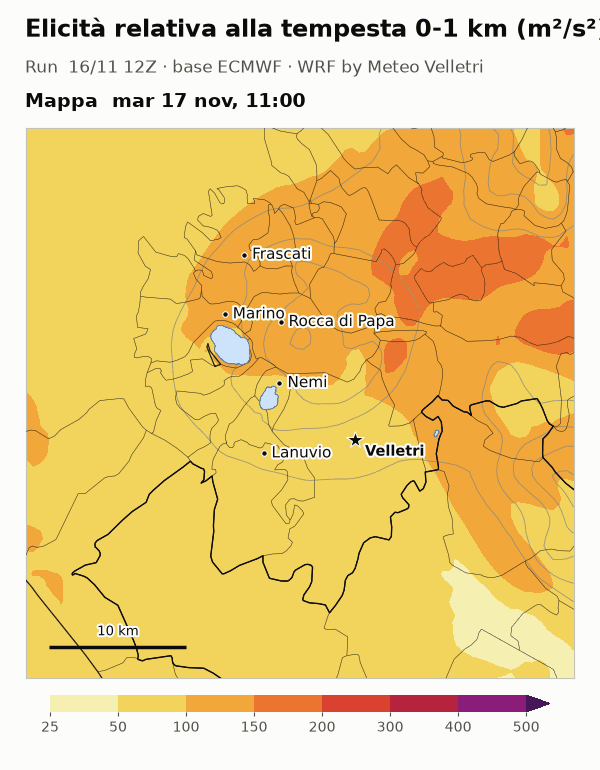 Elicità relativa alla tempesta 0-1 km (m²/s²)
Run  16/11 12Z · base ECMWF · WRF by Meteo Velletri
Mappa  mar 17 nov, 11:00
Frascati
Marino
Rocca di Papa
Nemi
Velletri
Lanuvio
10 km
25 50 100 150 200 300 400 500